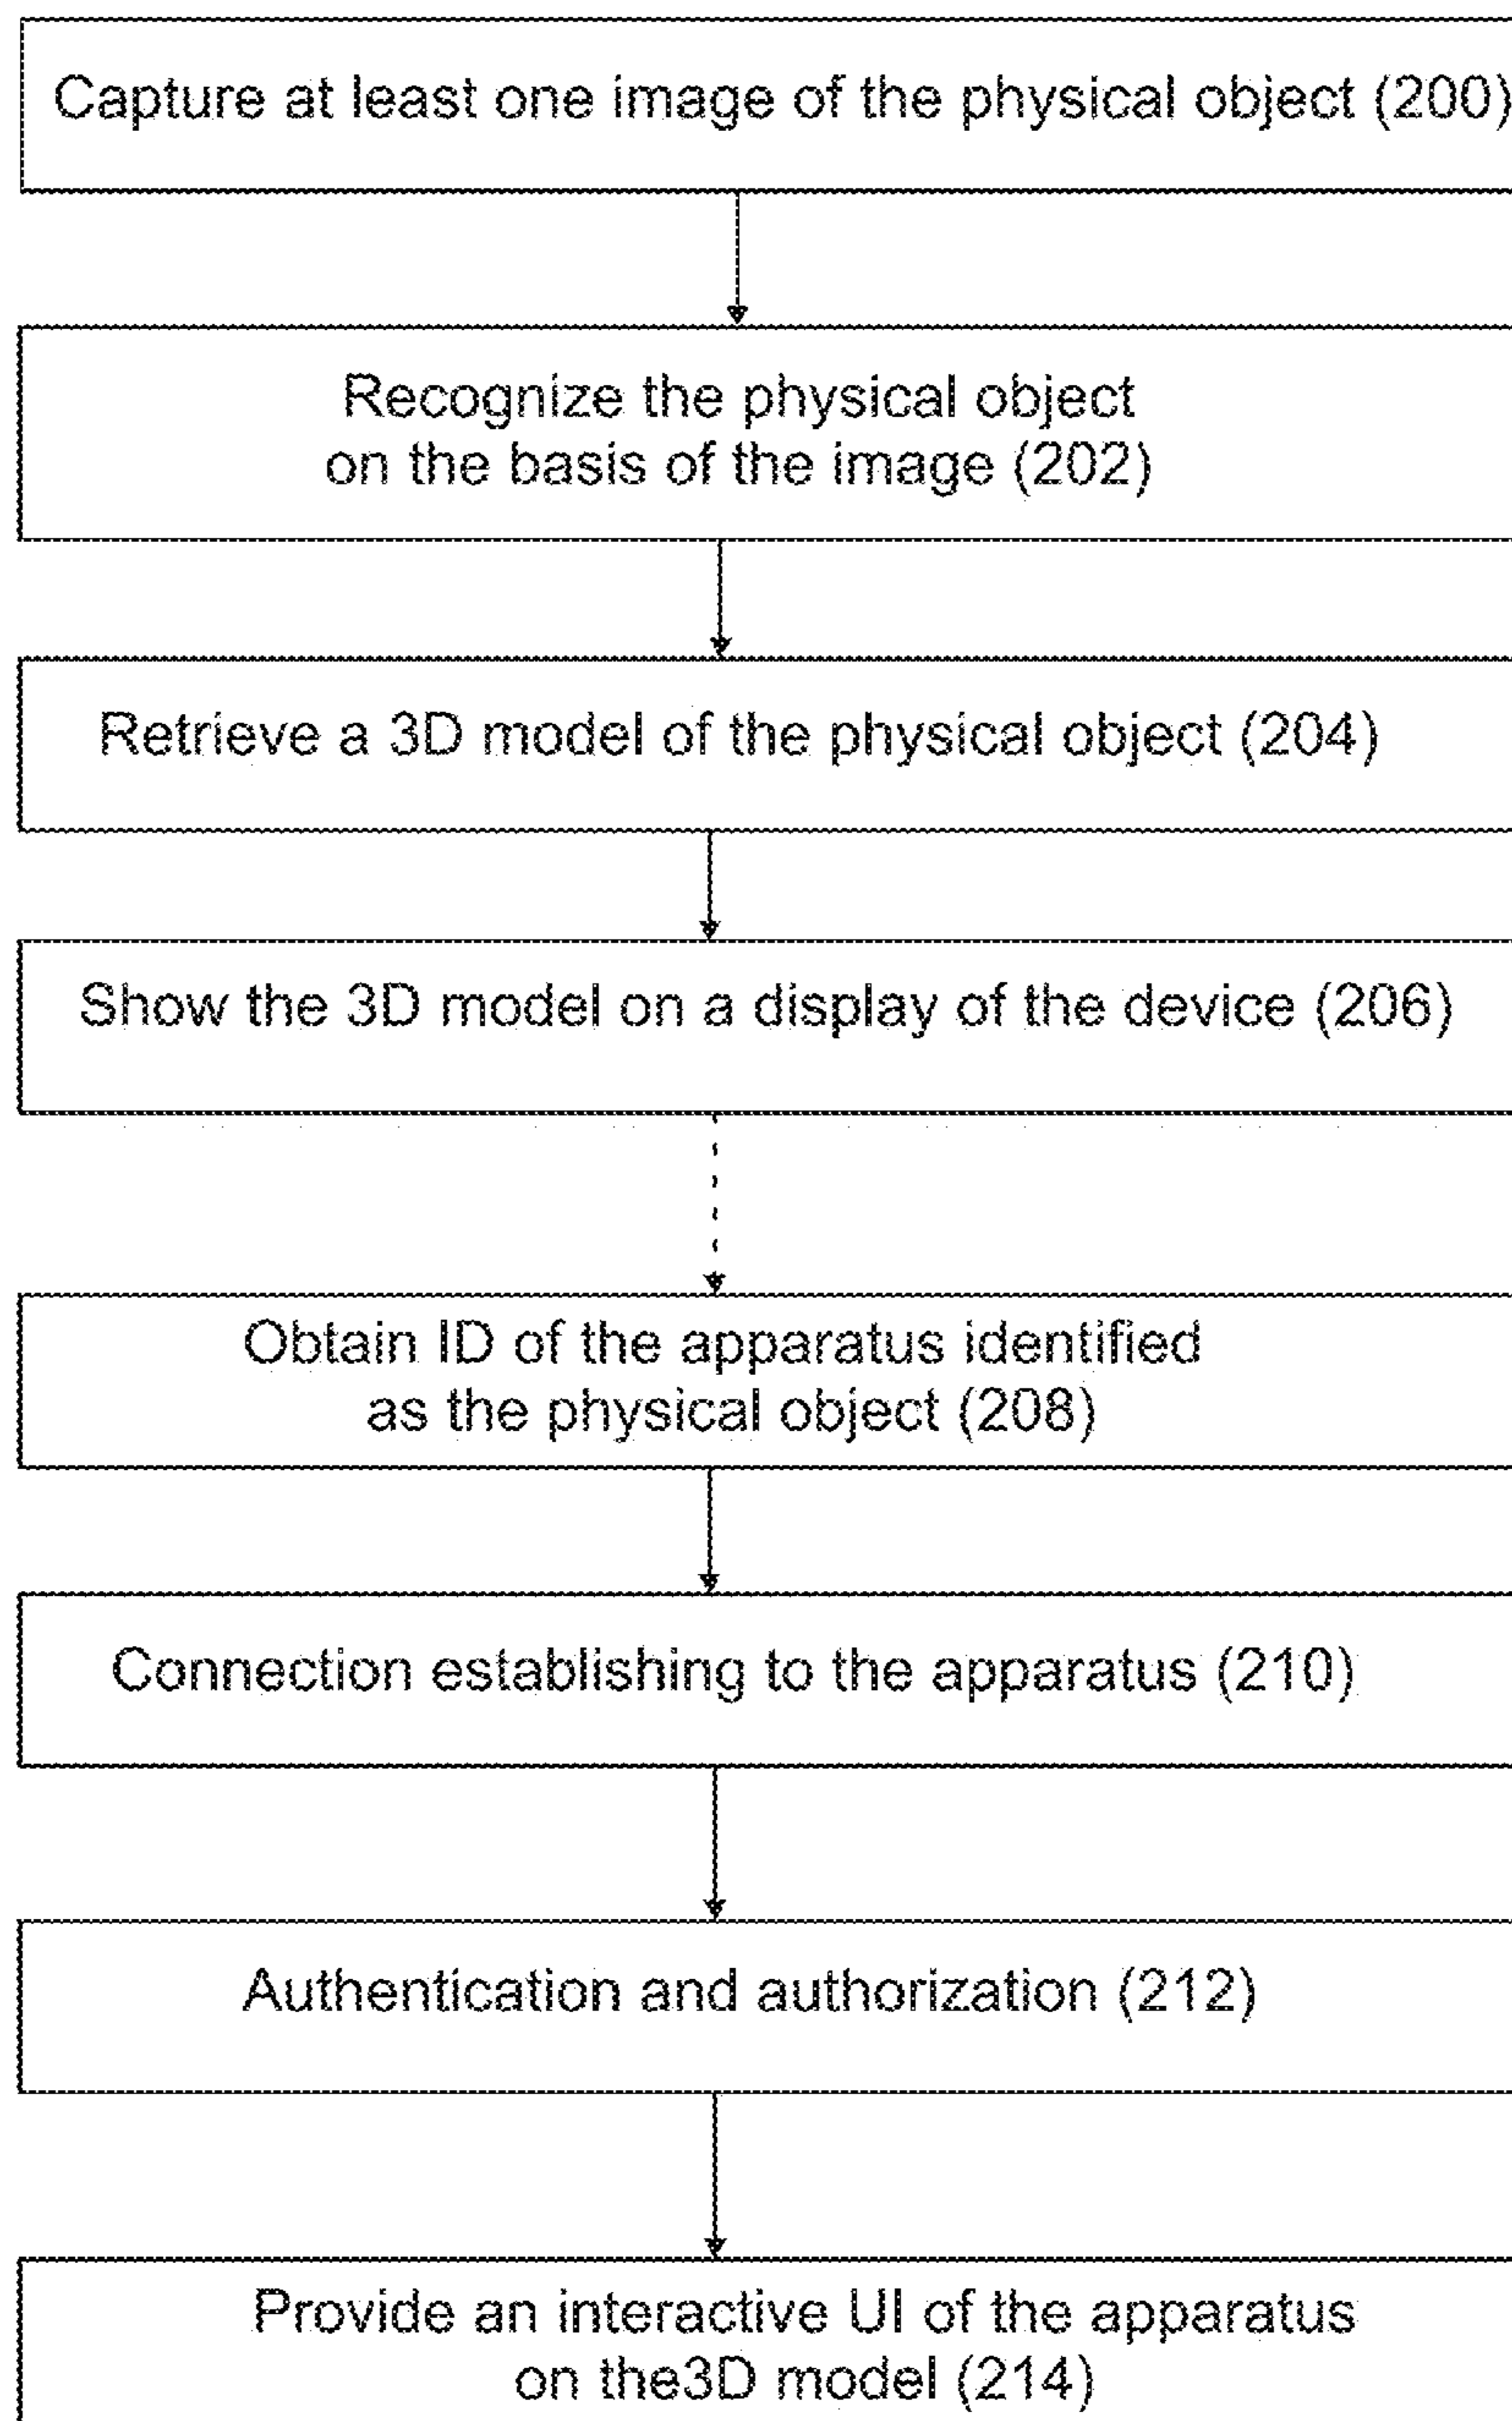 Capture at least one image of the physical object (200)
Recognize the physical object
on the basis of the image (202)
Retrieve a 3D model of the physical object (204)
Show the 3D model on a display of the device (206)
Obtain ID of the apparatus identified
as the physical object (208)
Connection establishing to the apparatus (210)
Authentication and authorization (212)
Provide an interactive UI of the apparatus
on the3D model (214)